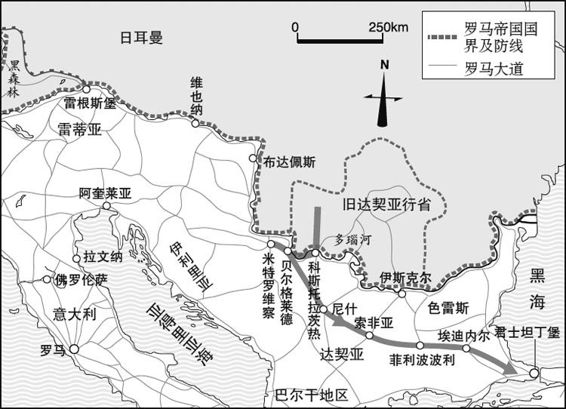 日耳曼
0
250km
N
罗马帝国国
界及防线
罗马大道
黑森林
雷根斯堡
雷蒂亚
维也纳
布达佩斯
旧达契亚行省
多瑙河
阿奎莱亚
拉文纳
佛罗伦萨
意大利
罗马
伊利里亚
亚得里亚海
米特罗维察
贝尔格莱德
科斯托拉茨热
伊斯克尔
尼什
索非亚
色雷斯
黑海
达契亚
埃迪内尔
菲利波波利
君士坦丁堡
巴尔干地区